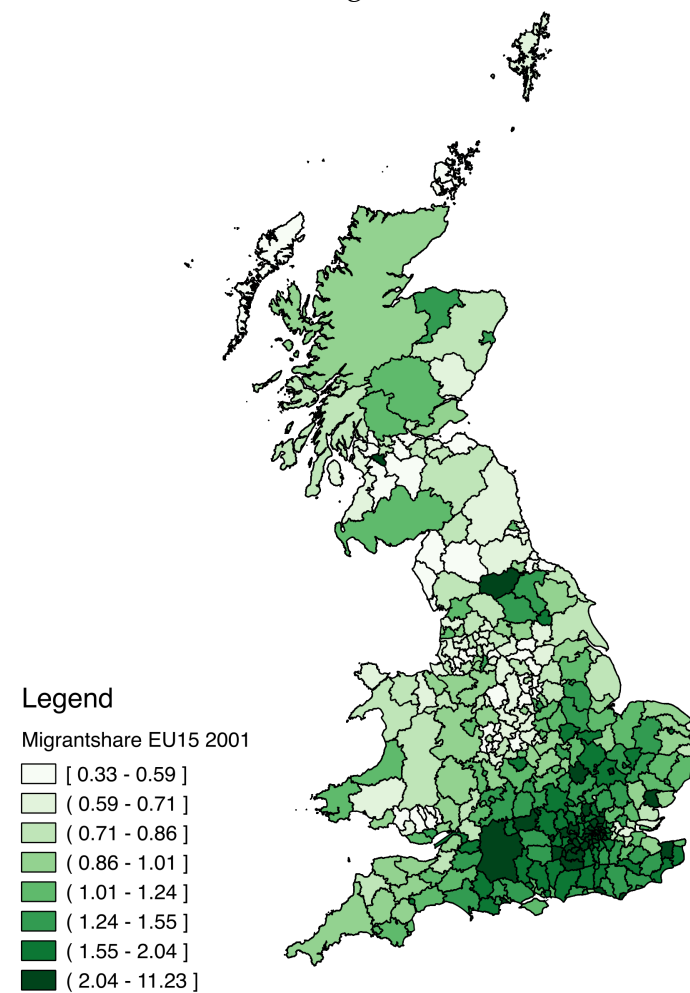 Legend
Migrantshare EU15 2001
[ 0.33 - 0.59 ]
( 0.59 - 0.71 ]
( 0.71 - 0.86 ]
( 0.86 - 1.01 ]
( 1.01 - 1.24 ]
( 1.24 - 1.55 ]
( 1.55 - 2.04 ]
( 2.04 - 11.23 ]